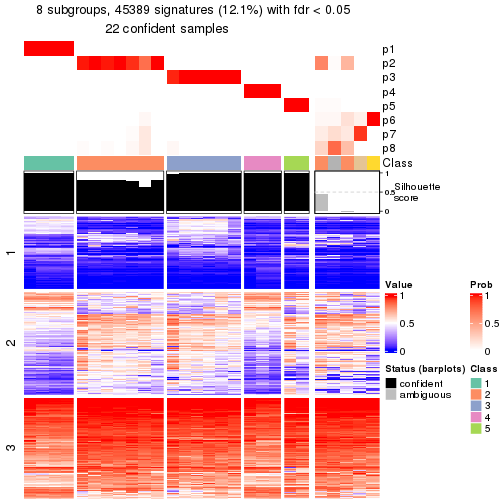 8 subgroups, 45389 signatures (12.1%) with fdr < 0.05
22 confident samples
p1
p2
p3
p4
p5
p6
p7
p8
Class
1
0.5
0
Silhouette
score
1
2
3
Value
1
0.5
0
Prob
1
0.5
0
Status (barplots)
confident
ambiguous
Class
1
2
3
4
5